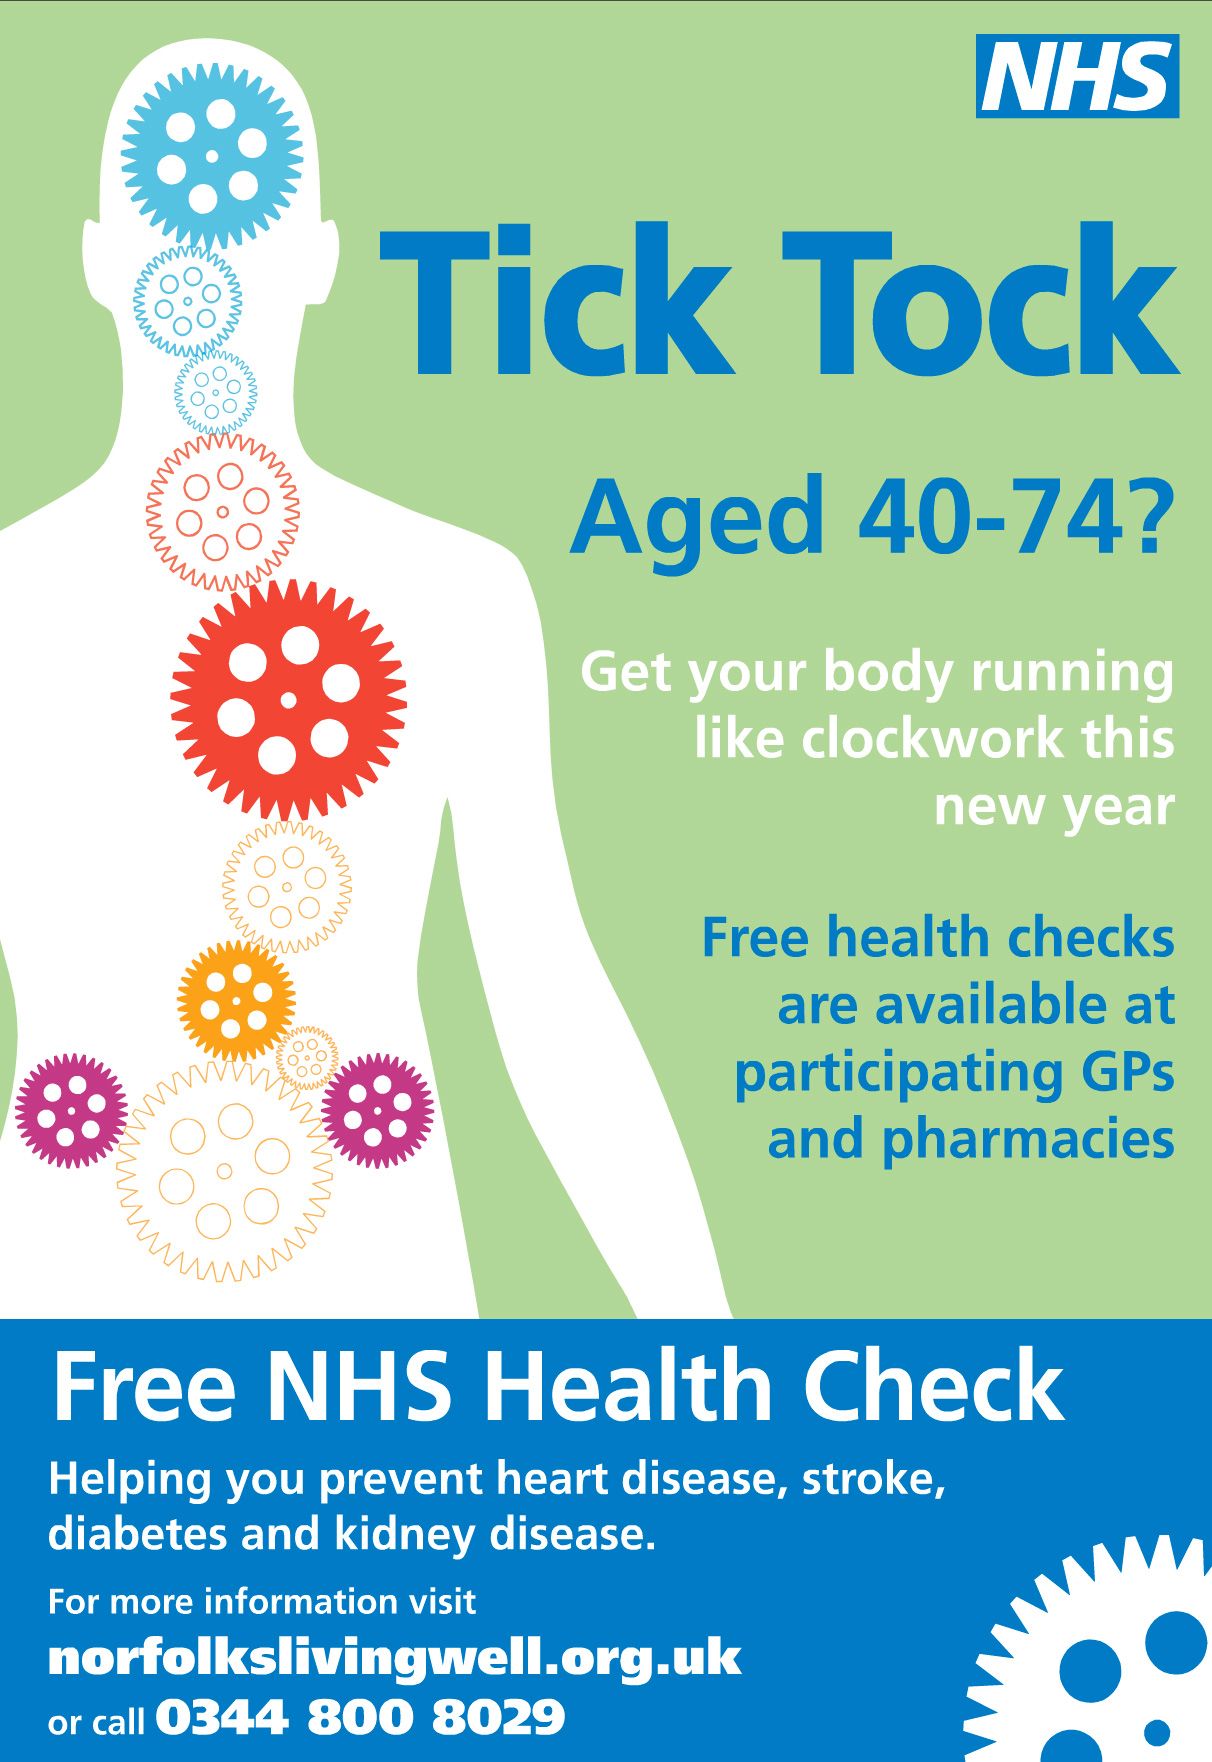 NHS
Tick Tock
Aged 40-74?
Get your body running
like clockwork this
new year
Free health checks
are available at
participating GPs
and pharmacies
Free NHS Health Check
Helping you prevent heart disease, stroke,
diabetes and kidney disease.
For more information visit
norfolkslivingwell.org.uk
or call 0344 800 8029